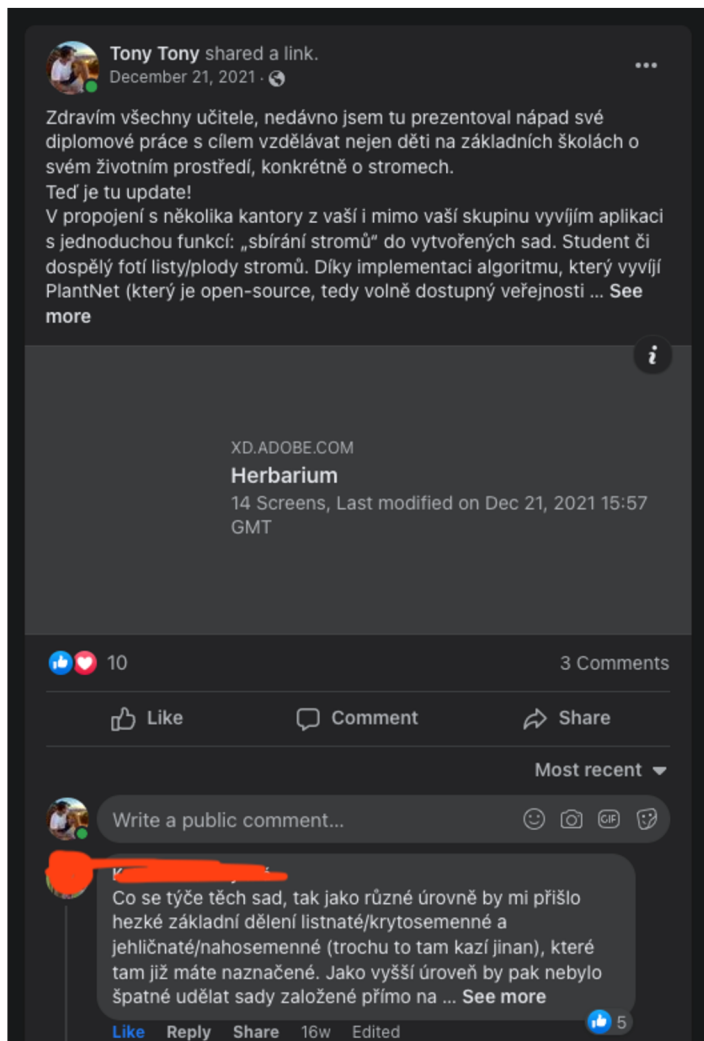 Tony Tony shared a link.
December 21, 2021 ·
Zdravím všechny učitele, nedávno jsem tu prezentoval nápad své
diplomové práce s cílem vzdělávat nejen děti na základních školách o
svém životním prostředí, konkrétně o stromech.
Teď je tu update!
V propojení s několika kantory z vaší i mimo vaší skupinu vyvíjím aplikaci
s jednoduchou funkcí: „sbírání stromů“ do vytvořených sad. Student či
dospělý fotí listy/plody stromů. Díky implementaci algoritmu, který vyvíjí
PlantNet (který je open-source, tedy volně dostupný veřejnosti ... See
more
XD.ADOBE.COM
Herbarium
14 Screens, Last modified on Dec 21, 2021 15:57
GMT
10
3 Comments
Like
Comment
Share
Most recent
Write a public comment...
GIF
Co se týče těch sad, tak jako různé úrovně by mi přišlo
hezké základní dělení listnaté/krytosemenné a
jehličnaté/nahosemenné (trochu to tam kazí jinan), které
tam již máte naznačené. Jako vyšší úroveň by pak nebylo
špatné udělat sady založené přímo na ... See more
5
Like Reply Share 16w Edited